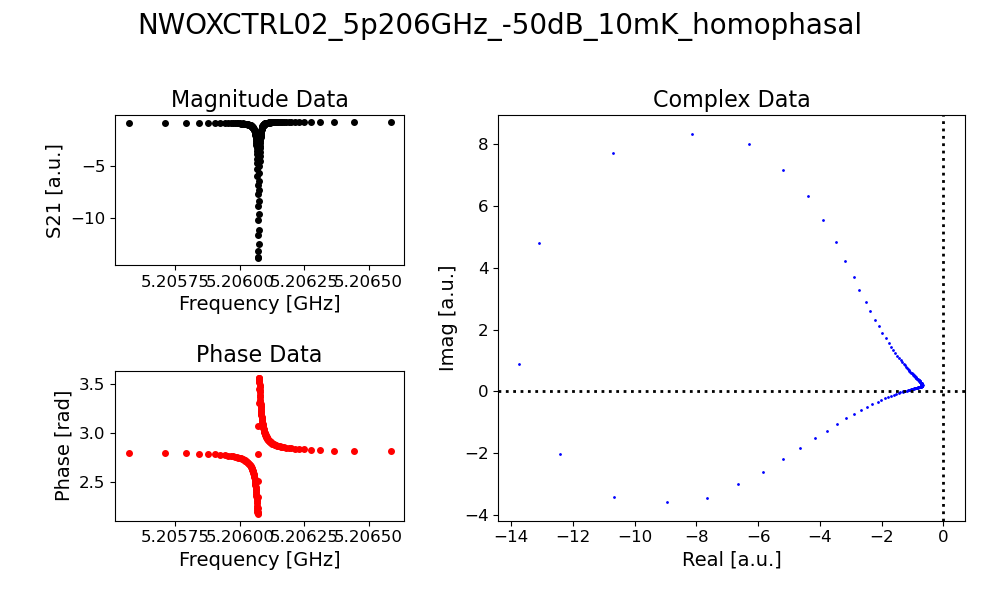 NWOXCTRL02_5p206GHz_-50dB_10mK_homophasal
Magnitude Data
S21 [a.u.]
−5
−10
5.20575 5.20600 5.20625 5.20650
Frequency [GHz]
Phase Data
Phase [rad]
3.5
3.0
2.5
5.20575 5.20600 5.20625 5.20650
Frequency [GHz]
Complex Data
Imag [a.u.]
8
6
4
2
0
−2
−4
−14 −12 −10 −8 −6 −4 −2 0
Real [a.u.]